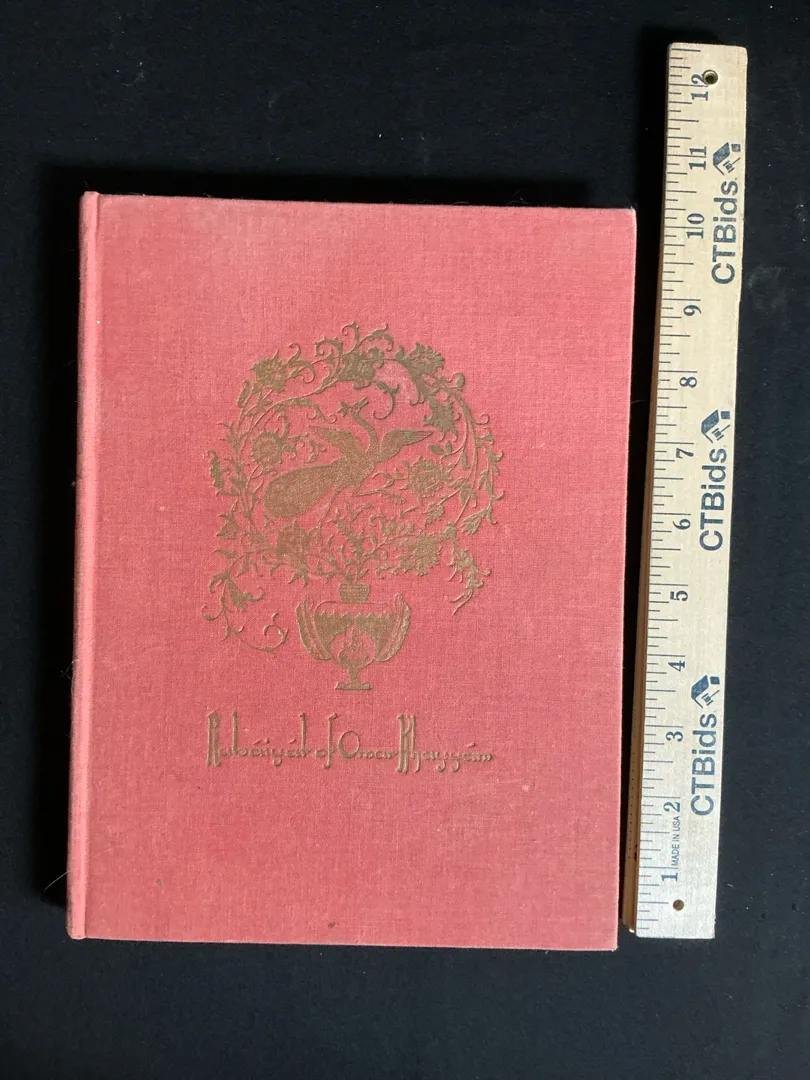 Rubáiyát of Omar Khayyám
12
11
10
9
8
7
6
5
4
3
2
1
CTBids
CTBids
CTBids
MADE IN USA